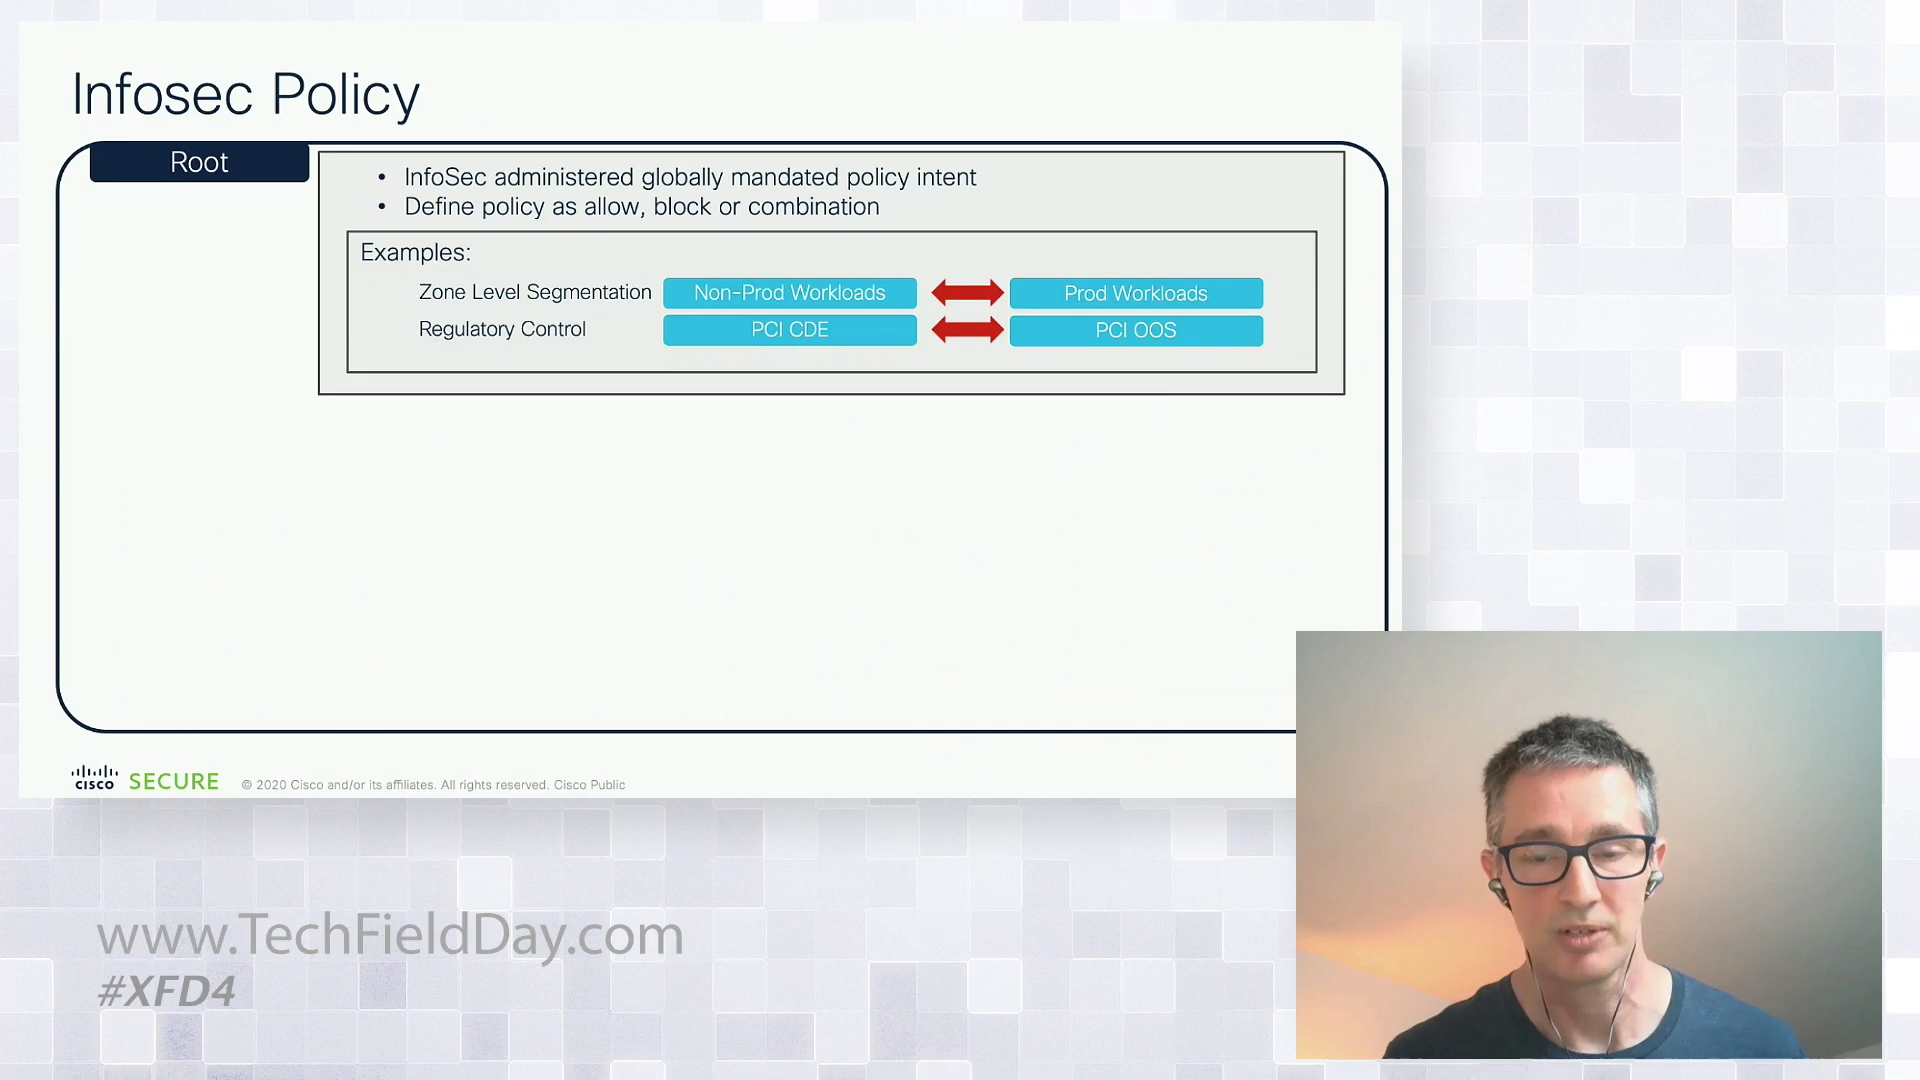 Infosec Policy
Root
• InfoSec administered globally mandated policy intent
• Define policy as allow, block or combination
Examples:
Zone Level Segmentation Non-Prod Workloads Prod Workloads
Regulatory Control PCI CDE PCI OOS
CISCO SECURE © 2020 Cisco and/or its affiliates. All rights reserved. Cisco Public
www.TechFieldDay.com
#XFD4